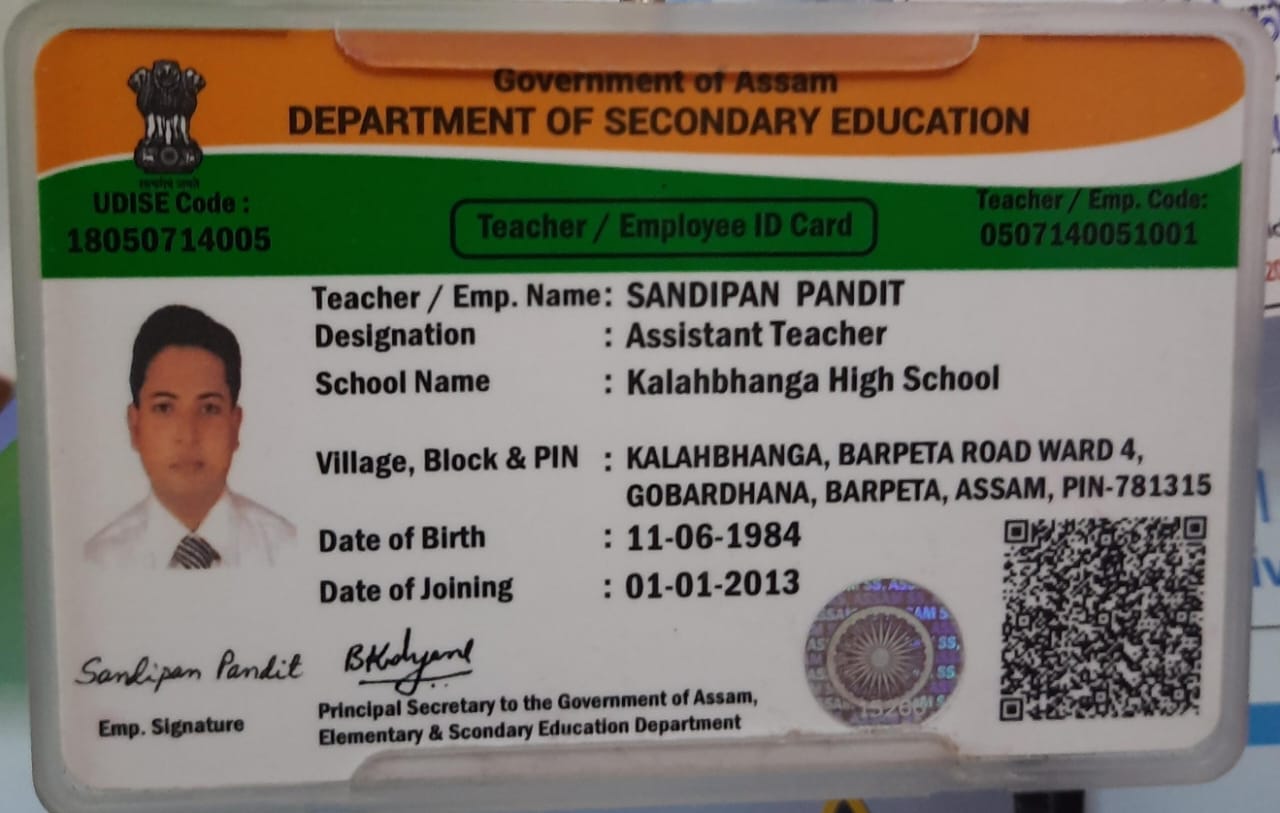 Government of Assam
DEPARTMENT OF SECONDARY EDUCATION
सत्यमेव जयते
UDISE Code :
18050714005
Teacher / Employee ID Card
Teacher / Emp. Code:
0507140051001
Teacher / Emp. Name: SANDIPAN PANDIT
Designation : Assistant Teacher
School Name : Kalahbhanga High School
Village, Block & PIN : KALAHBHANGA, BARPETA ROAD WARD 4,
GOBARDHANA, BARPETA, ASSAM, PIN-781315
Date of Birth : 11-06-1984
Date of Joining : 01-01-2013
Sandipan Pandit
Emp. Signature
Principal Secretary to the Government of Assam,
Elementary & Scondary Education Department